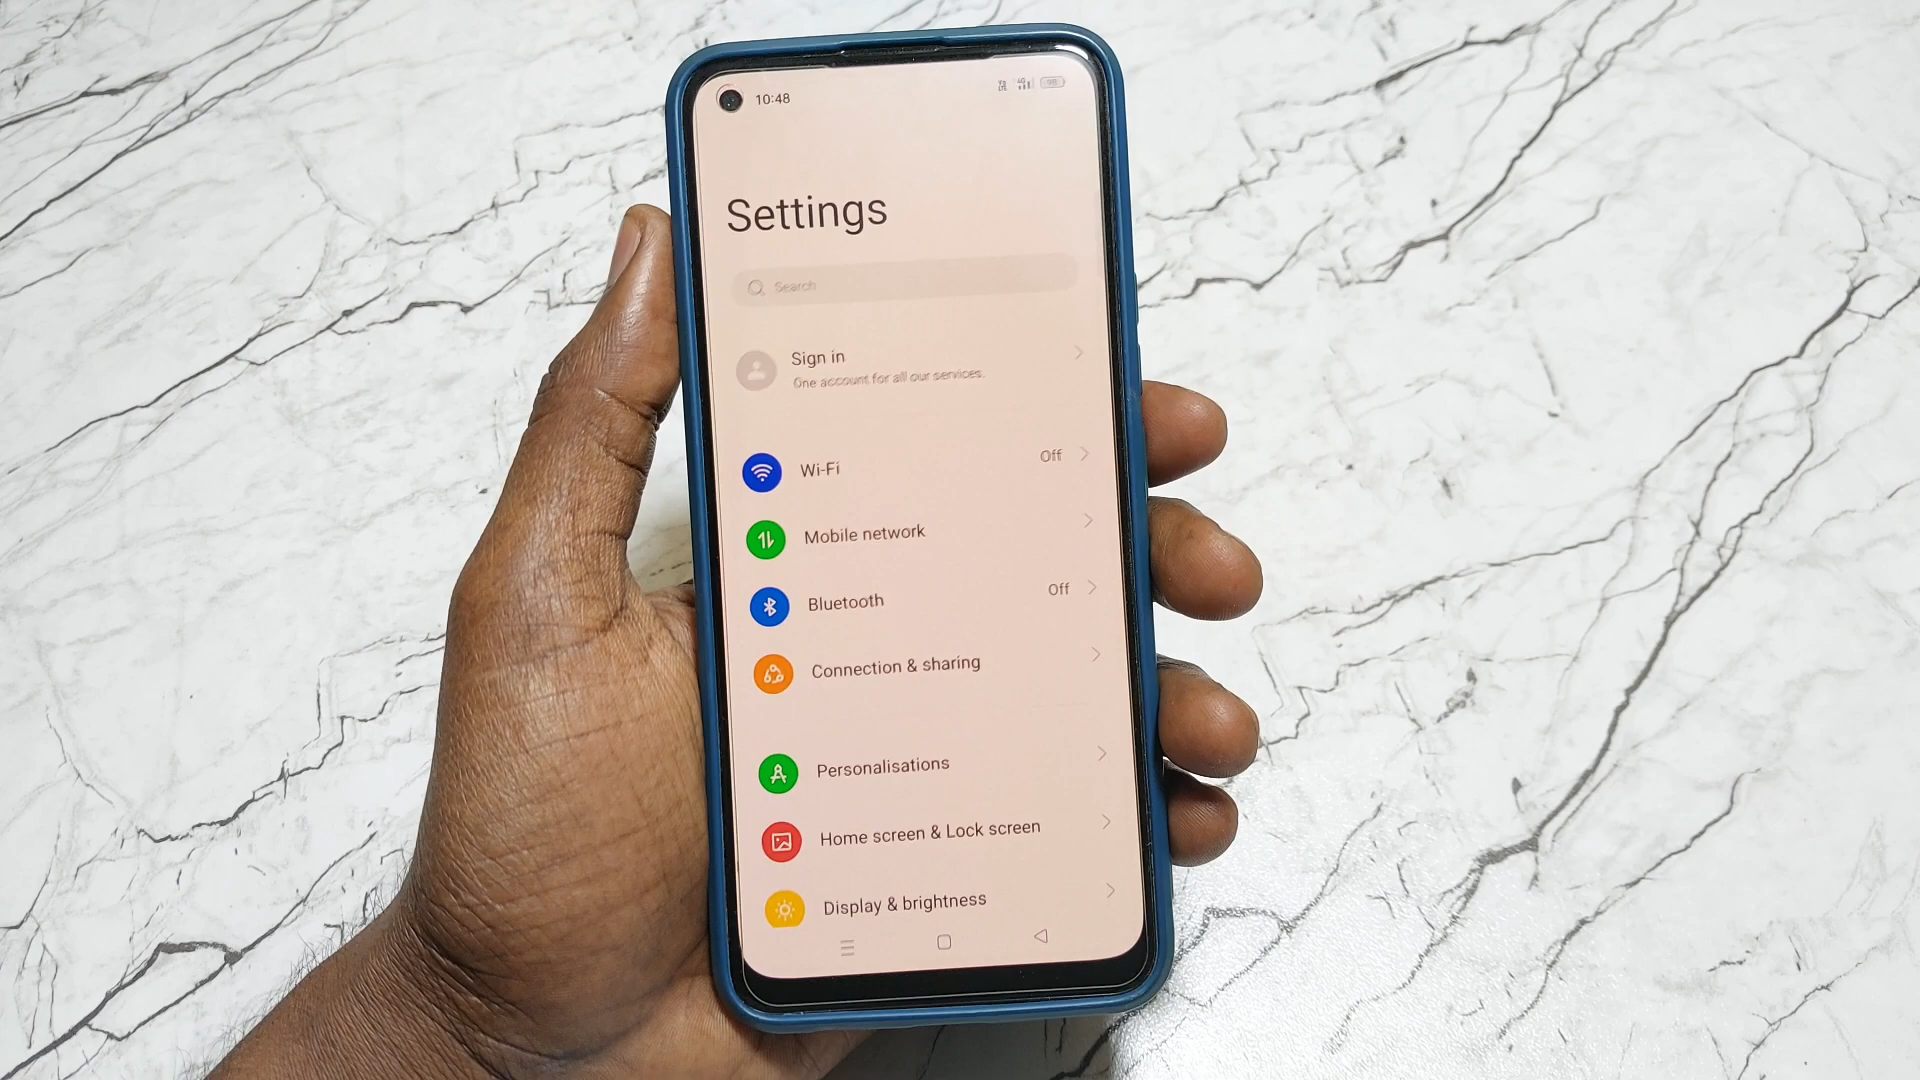 10:48
4G
Settings
Search
Sign in
One account for all our services.
Wi-Fi Off
Mobile network
Bluetooth Off
Connection & sharing
Personalisations
Home screen & Lock screen
Display & brightness